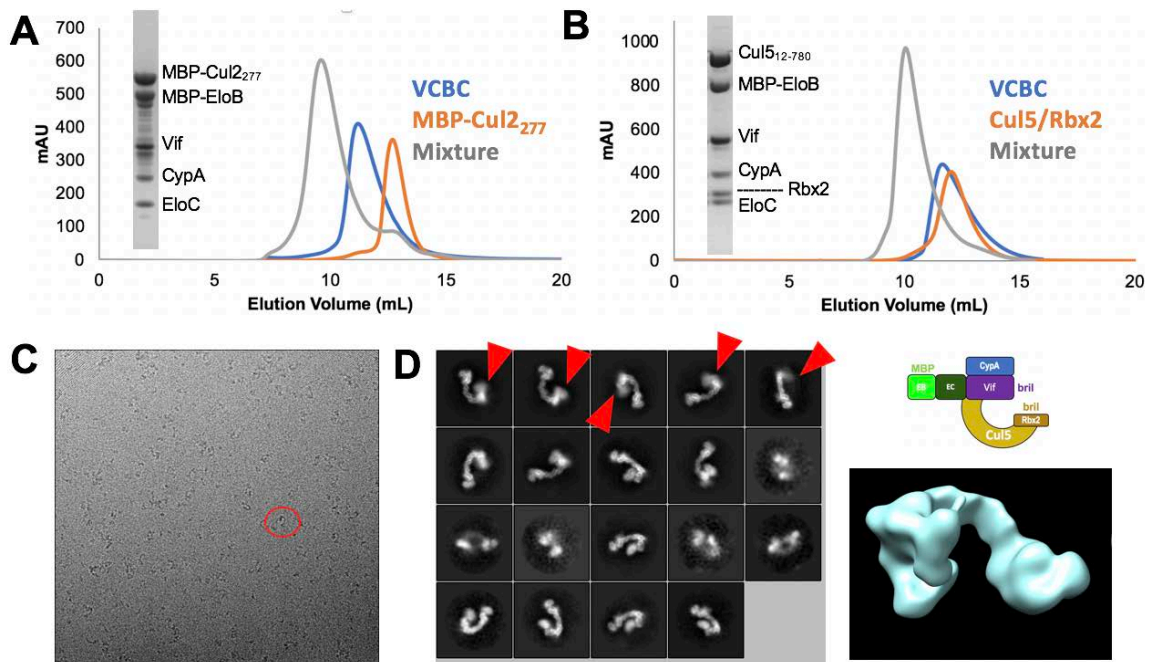 A
700
600
500
400
300
200
100
0
mAU
0
5
10
15
20
Elution Volume (mL)
MBP-Cul2₂₇₇
MBP-EloB
Vif
CypA
EloC
VCBC
MBP-Cul2₂₇₇
Mixture
B
1000
800
600
400
200
0
mAU
0
5
10
15
20
Elution Volume (mL)
Cul5₁₂₋₇₈₀
MBP-EloB
Vif
CypA
-------- Rbx2
EloC
VCBC
Cul5/Rbx2
Mixture
C
D
MBP
CypA
EC
Vif
bril
bril
Rbx2
Cul5